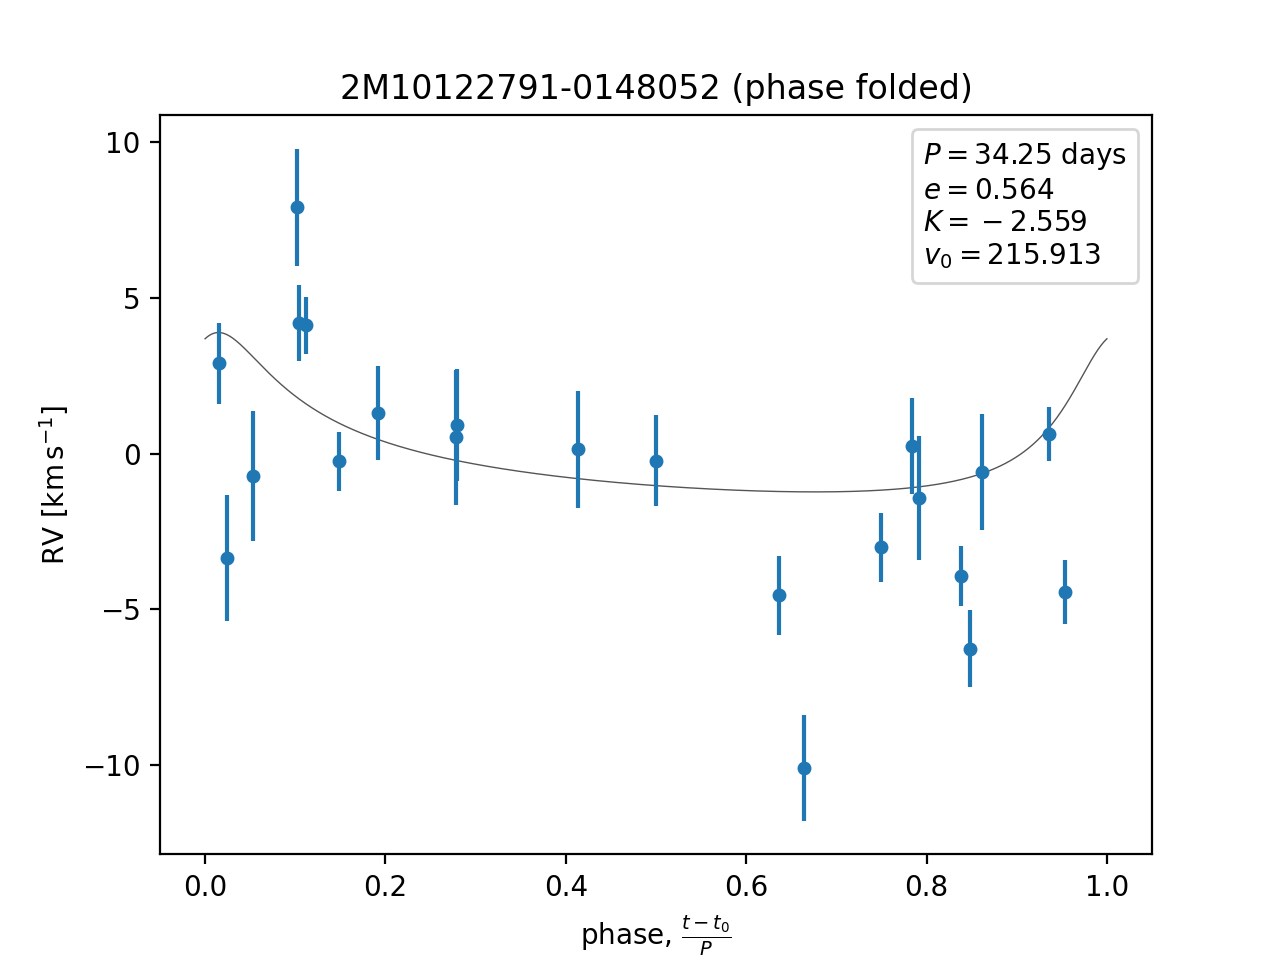 2M10122791-0148052 (phase folded)
P = 34.25 days
e = 0.564
K = −2.559
v₀ = 215.913
RV [km s⁻¹]
10
5
0
−5
−10
0.0 0.2 0.4 0.6 0.8 1.0
phase, (t − t₀)/P